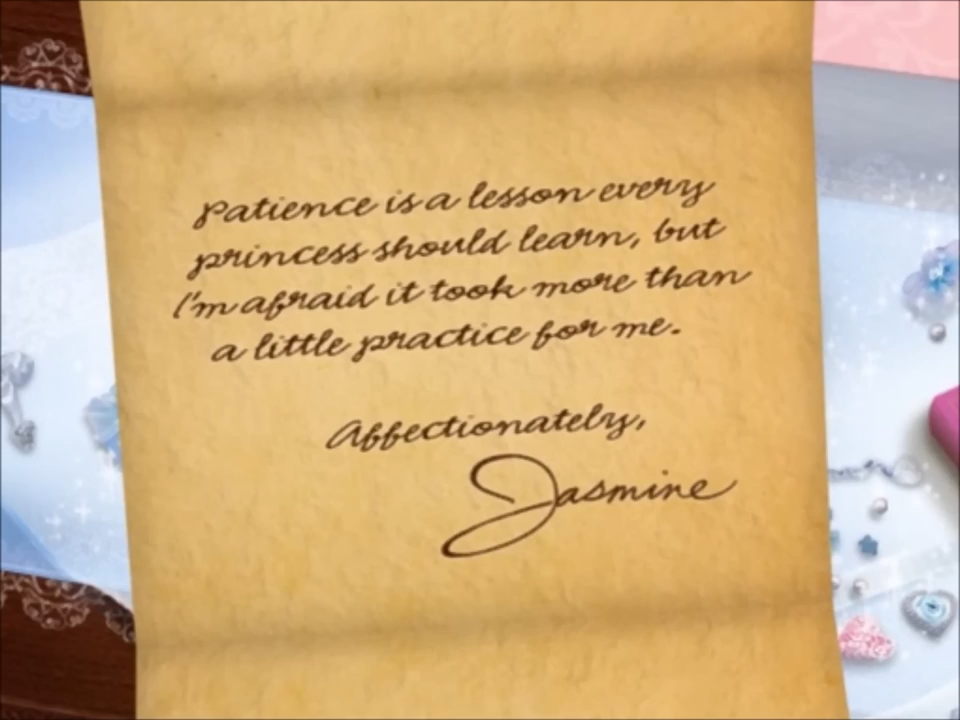 Patience is a lesson every
princess should learn, but
I'm afraid it took more than
a little practice for me.
Affectionately,
Jasmine